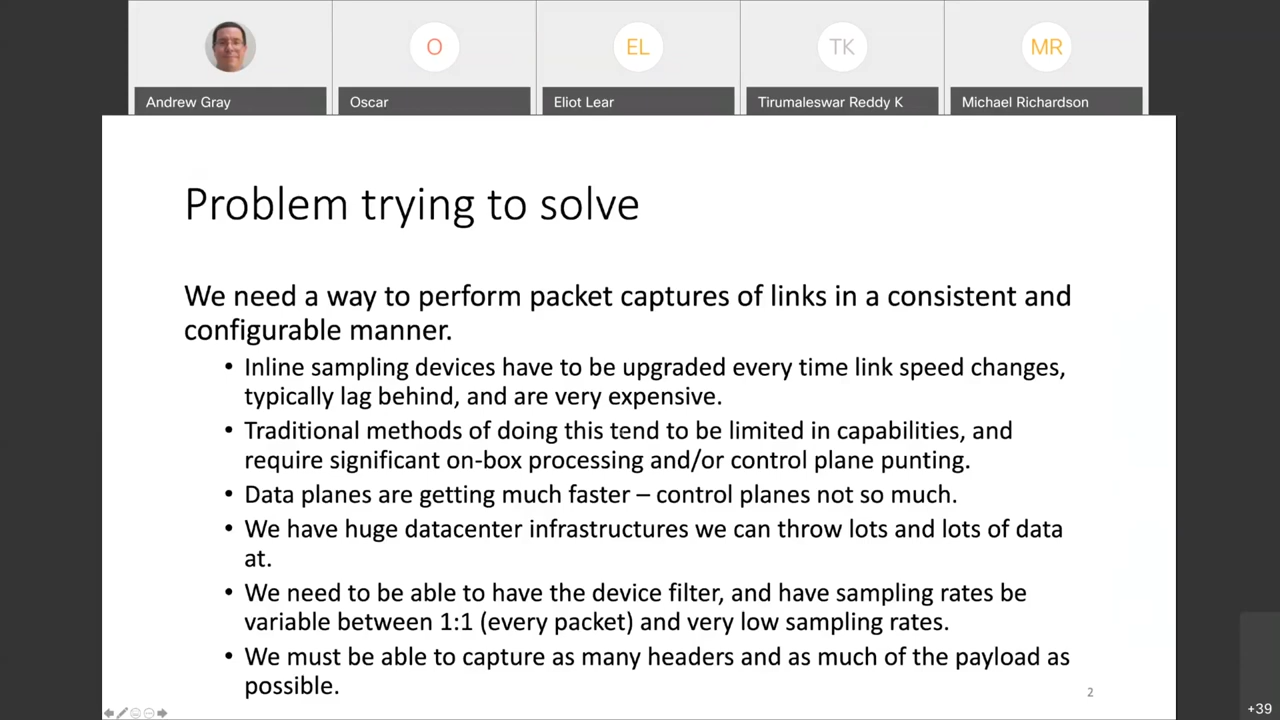 O
EL
TK
MR
Andrew Gray
Oscar
Eliot Lear
Tirumaleswar Reddy K
Michael Richardson
Problem trying to solve
We need a way to perform packet captures of links in a consistent and
configurable manner.
• Inline sampling devices have to be upgraded every time link speed changes,
typically lag behind, and are very expensive.
• Traditional methods of doing this tend to be limited in capabilities, and
require significant on-box processing and/or control plane punting.
• Data planes are getting much faster – control planes not so much.
• We have huge datacenter infrastructures we can throw lots and lots of data
at.
• We need to be able to have the device filter, and have sampling rates be
variable between 1:1 (every packet) and very low sampling rates.
• We must be able to capture as many headers and as much of the payload as
possible.
2
+39